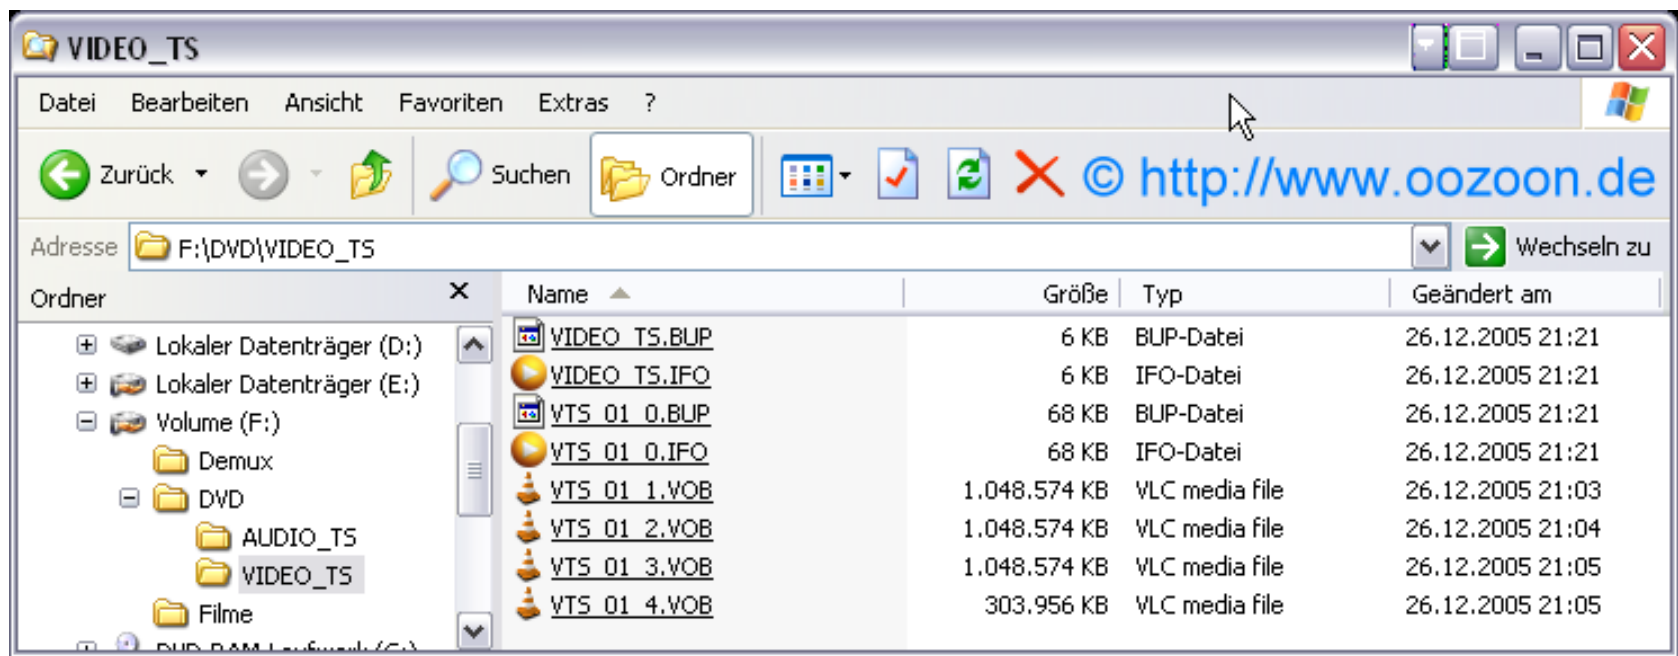 VIDEO_TS
Datei Bearbeiten Ansicht Favoriten Extras ?
Zurück Suchen Ordner © http://www.oozoon.de
Adresse F:\DVD\VIDEO_TS Wechseln zu
Ordner
Lokaler Datenträger (D:)
Lokaler Datenträger (E:)
Volume (F:)
Demux
DVD
AUDIO_TS
VIDEO_TS
Filme
Name Größe Typ Geändert am
VIDEO_TS.BUP 6 KB BUP-Datei 26.12.2005 21:21
VIDEO_TS.IFO 6 KB IFO-Datei 26.12.2005 21:21
VTS_01_0.BUP 68 KB BUP-Datei 26.12.2005 21:21
VTS_01_0.IFO 68 KB IFO-Datei 26.12.2005 21:21
VTS_01_1.VOB 1.048.574 KB VLC media file 26.12.2005 21:03
VTS_01_2.VOB 1.048.574 KB VLC media file 26.12.2005 21:04
VTS_01_3.VOB 1.048.574 KB VLC media file 26.12.2005 21:05
VTS_01_4.VOB 303.956 KB VLC media file 26.12.2005 21:05